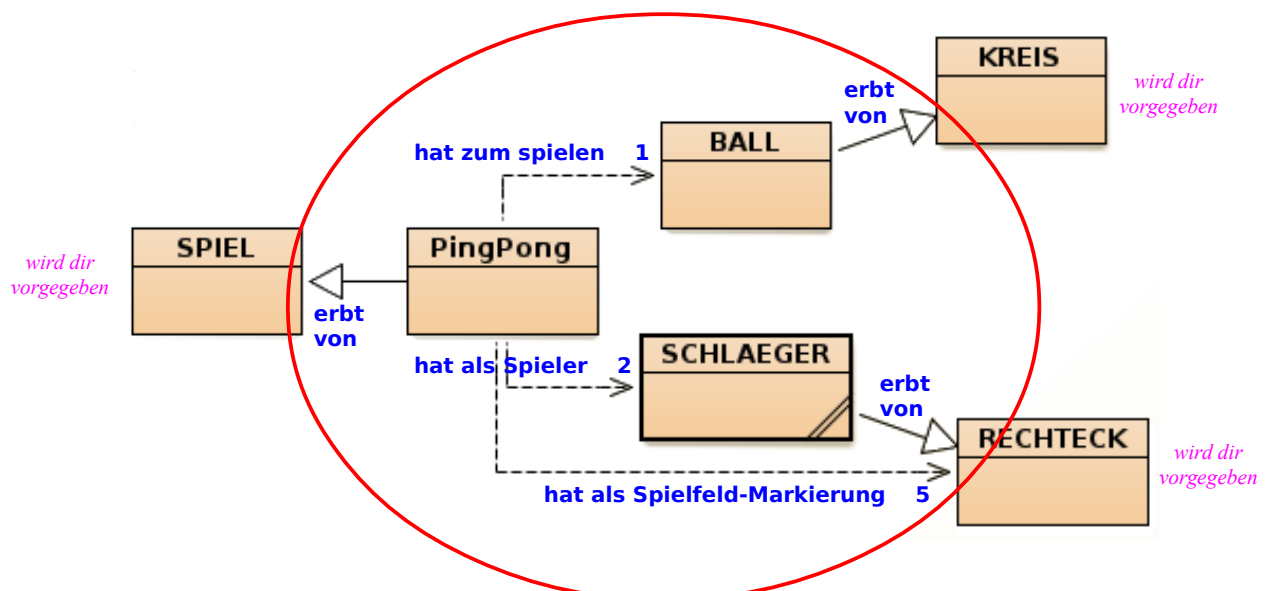 KREIS
wird dir
vorgegeben
erbt
von
BALL
hat zum spielen 1
SPIEL
PingPong
wird dir
vorgegeben
erbt
von
SCHLAEGER
hat als Spieler 2
erbt
von
RECHTECK
wird dir
vorgegeben
hat als Spielfeld-Markierung 5